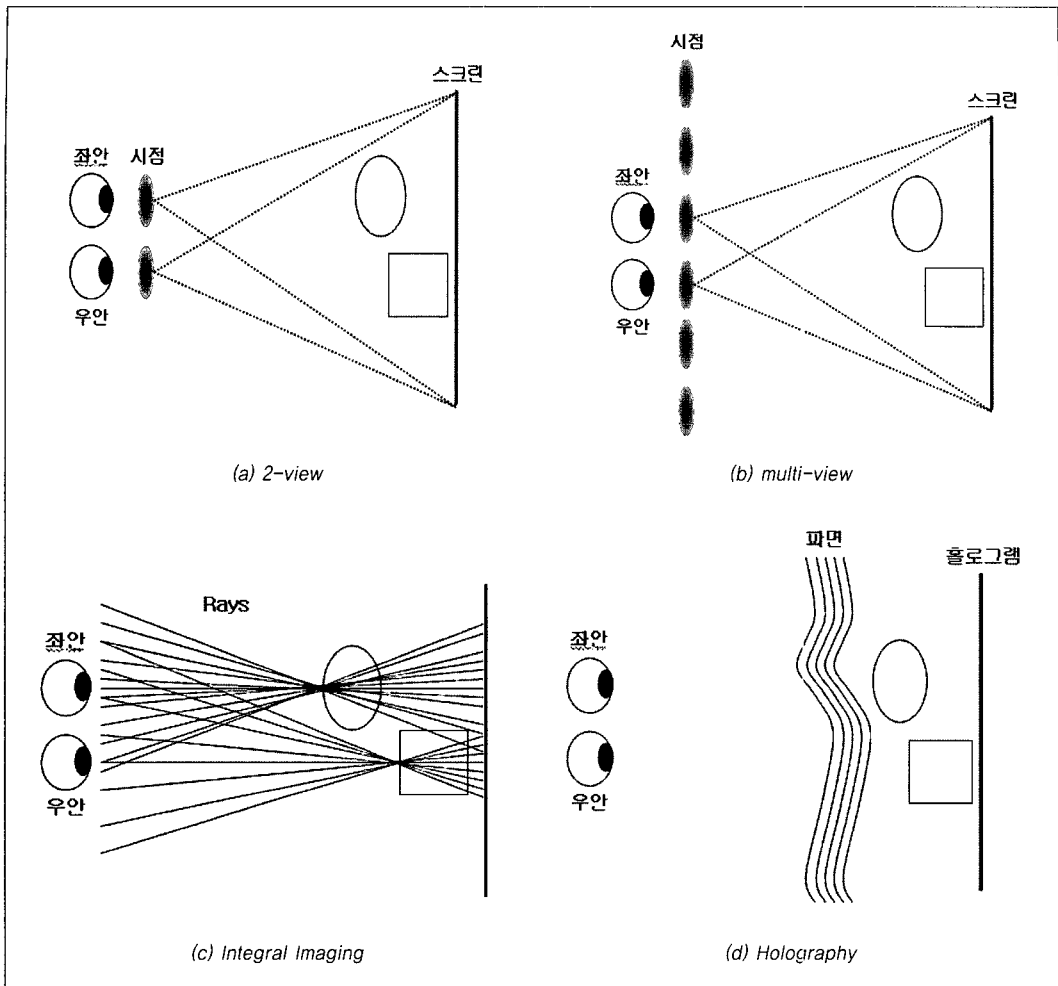 스크린
좌안
시점
우안
(a) 2-view
시점
스크린
좌안
우안
(b) multi-view
Rays
좌안
우안
(c) Integral Imaging
파면
홀로그램
좌안
우안
(d) Holography